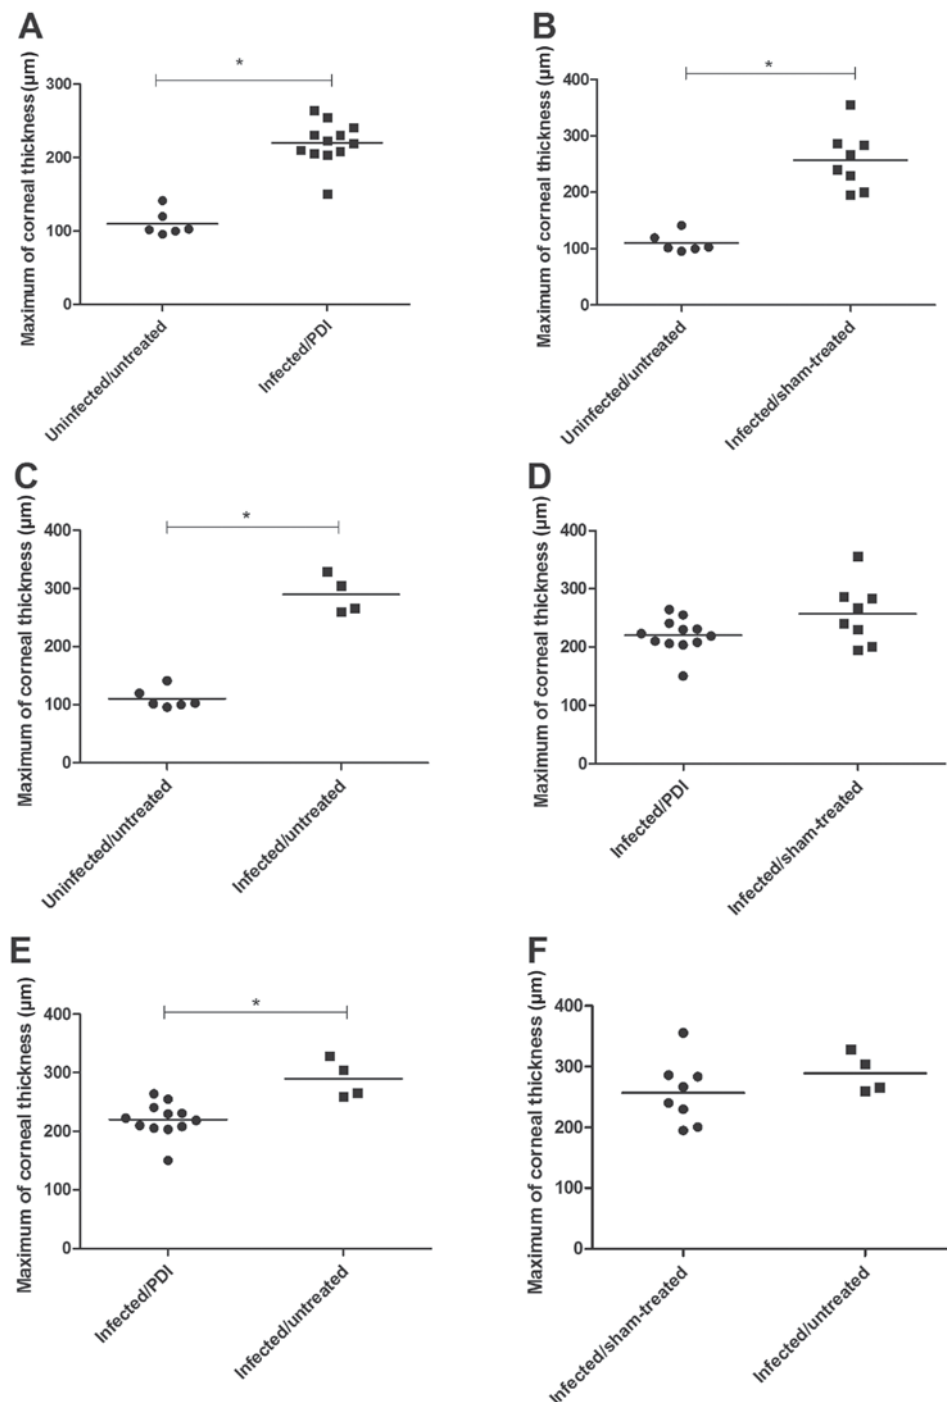 A
Maximum of corneal thickness (µm)
300
200
100
0
*
Uninfected/untreated
Infected/PDI
B
Maximum of corneal thickness (µm)
400
300
200
100
0
*
Uninfected/untreated
Infected/sham-treated
C
Maximum of corneal thickness (µm)
400
300
200
100
0
*
Uninfected/untreated
Infected/untreated
D
Maximum of corneal thickness (µm)
400
300
200
100
0
Infected/PDI
Infected/sham-treated
E
Maximum of corneal thickness (µm)
400
300
200
100
0
*
Infected/PDI
Infected/untreated
F
Maximum of corneal thickness (µm)
400
300
200
100
0
Infected/sham-treated
Infected/untreated